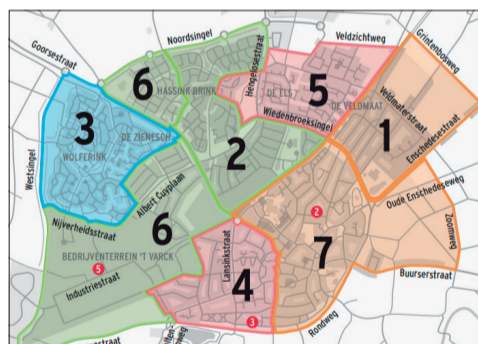 Noordsingel
Veldzichtweg
Grintenbosweg
Goorsestraat
Hengelosestraat
6
HASSINK-BRINK
DE ELS
5
DE VELDMAAT
Veldmaterstraat
1
Enschedesestraat
3
DE ZIENESCH
WOLFERINK
Wiedenbroeksingel
2
Westsingel
Albert Cuyplaan
Oude Enschedeseweg
6
2
Nijverheidsstraat
Zoomweg
BEDRIJVENTERREIN 'T VARCK
5
Lansinkstraat
7
Industriestraat
4
Buurserstraat
3
Rondweg